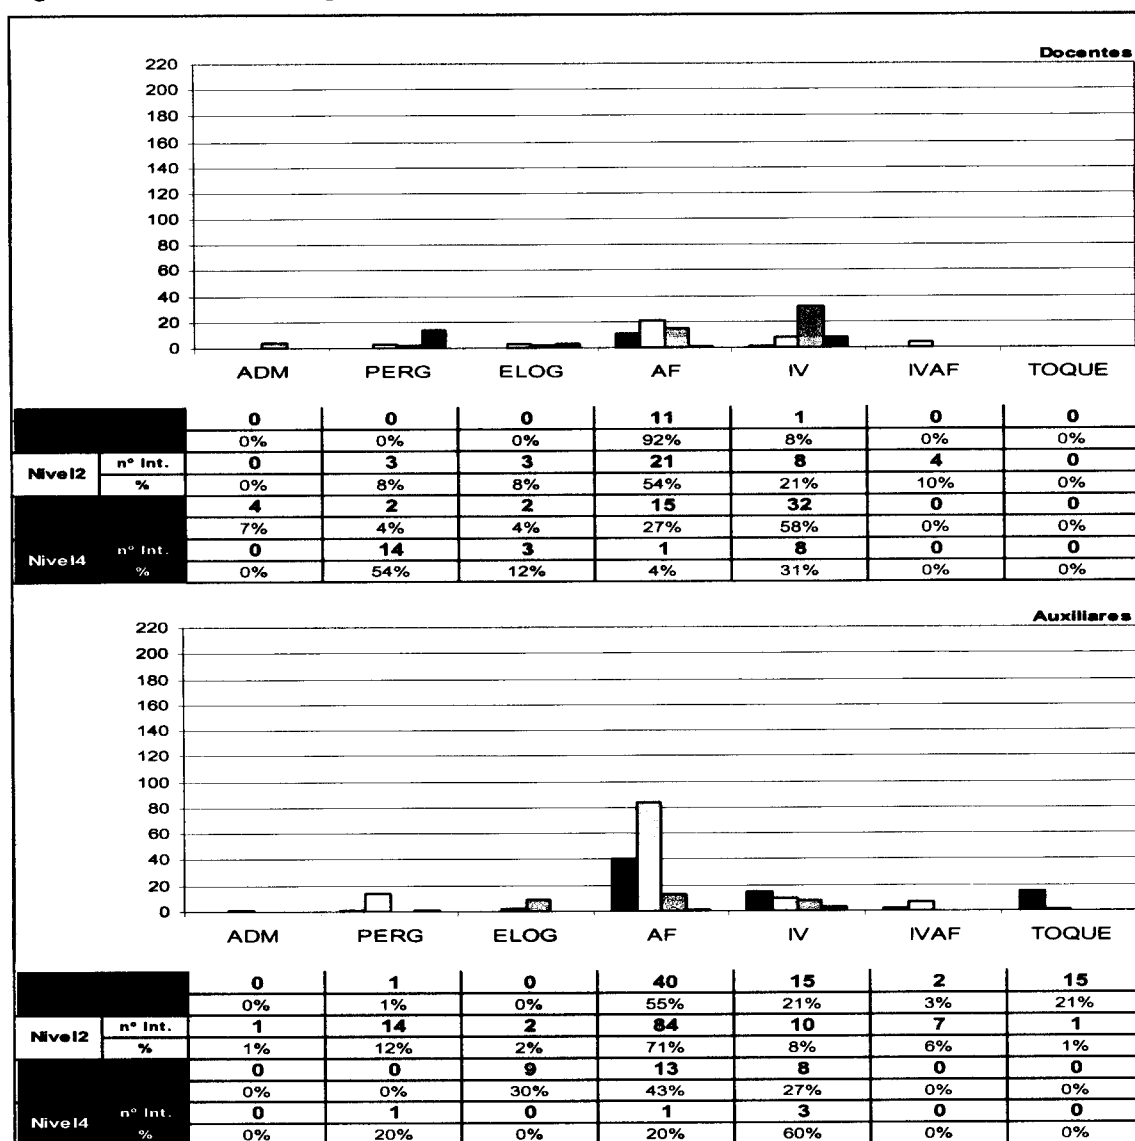 Docentes
220
200
180
160
140
120
100
80
60
40
20
0
ADM PERG ELOG AF IV IVAF TOQUE
0 0 0 11 1 0 0
0% 0% 0% 92% 8% 0% 0%
Nivel2 nº Int. 0 3 3 21 8 4 0
% 0% 8% 8% 54% 21% 10% 0%
4 2 2 15 32 0 0
7% 4% 4% 27% 58% 0% 0%
Nivel4 nº Int. 0 14 3 1 8 0 0
% 0% 54% 12% 4% 31% 0% 0%
Auxiliares
220
200
180
160
140
120
100
80
60
40
20
0
ADM PERG ELOG AF IV IVAF TOQUE
0 1 0 40 15 2 15
0% 1% 0% 55% 21% 3% 21%
Nivel2 nº Int. 1 14 2 84 10 7 1
% 1% 12% 2% 71% 8% 6% 1%
0 0 9 13 8 0 0
0% 0% 30% 43% 27% 0% 0%
Nivel4 nº Int. 0 1 0 1 3 0 0
% 0% 20% 0% 20% 60% 0% 0%